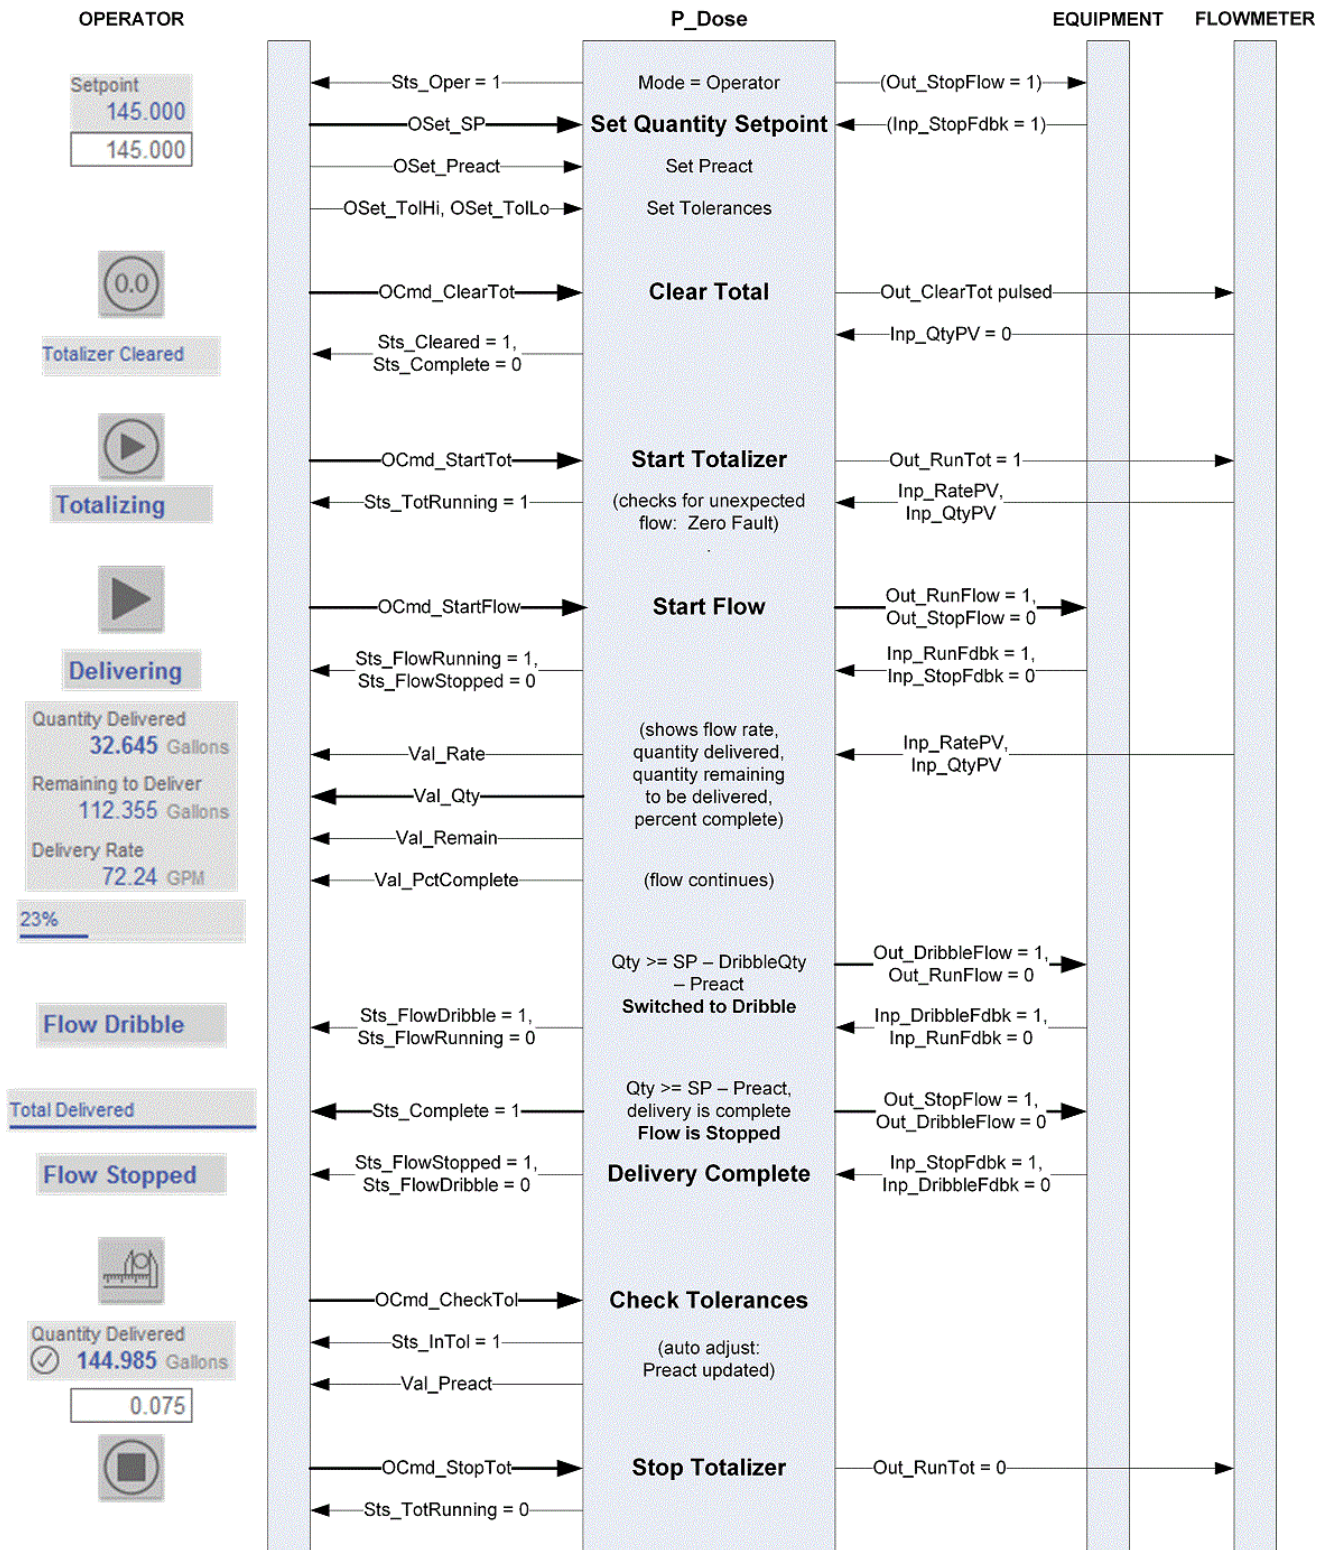 OPERATOR P_Dose EQUIPMENT FLOWMETER
Setpoint
145.000
145.000
Sts_Oper = 1 Mode = Operator (Out_StopFlow = 1)
OSet_SP Set Quantity Setpoint (Inp_StopFdbk = 1)
OSet_Preact Set Preact
OSet_TolHi, OSet_TolLo Set Tolerances
0.0
OCmd_ClearTot Clear Total Out_ClearTot pulsed
Inp_QtyPV = 0
Totalizer Cleared
Sts_Cleared = 1,
Sts_Complete = 0
OCmd_StartTot Start Totalizer Out_RunTot = 1
Totalizing
Sts_TotRunning = 1
(checks for unexpected
flow: Zero Fault)
.
Inp_RatePV,
Inp_QtyPV
OCmd_StartFlow Start Flow
Out_RunFlow = 1,
Out_StopFlow = 0
Delivering
Sts_FlowRunning = 1,
Sts_FlowStopped = 0
Inp_RunFdbk = 1,
Inp_StopFdbk = 0
Quantity Delivered
32.645 Gallons
Remaining to Deliver
112.355 Gallons
Delivery Rate
72.24 GPM
23%
Val_Rate
Val_Qty
Val_Remain
Val_PctComplete
(shows flow rate,
quantity delivered,
quantity remaining
to be delivered,
percent complete)
(flow continues)
Inp_RatePV,
Inp_QtyPV
Qty >= SP – DribbleQty
– Preact
Switched to Dribble
Out_DribbleFlow = 1,
Out_RunFlow = 0
Flow Dribble
Sts_FlowDribble = 1,
Sts_FlowRunning = 0
Inp_DribbleFdbk = 1,
Inp_RunFdbk = 0
Total Delivered
Sts_Complete = 1
Qty >= SP – Preact,
delivery is complete
Flow is Stopped
Out_StopFlow = 1,
Out_DribbleFlow = 0
Flow Stopped
Sts_FlowStopped = 1,
Sts_FlowDribble = 0
Delivery Complete
Inp_StopFdbk = 1,
Inp_DribbleFdbk = 0
OCmd_CheckTol Check Tolerances
Quantity Delivered
144.985 Gallons
0.075
Sts_InTol = 1
Val_Preact
(auto adjust:
Preact updated)
OCmd_StopTot Stop Totalizer Out_RunTot = 0
Sts_TotRunning = 0